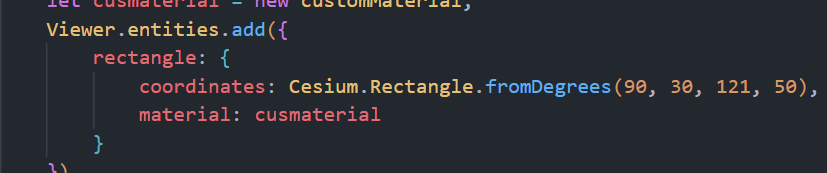 let cusmaterial = new customMaterial,
Viewer.entities.add({
rectangle: {
coordinates: Cesium.Rectangle.fromDegrees(90, 30, 121, 50),
material: cusmaterial
}
})